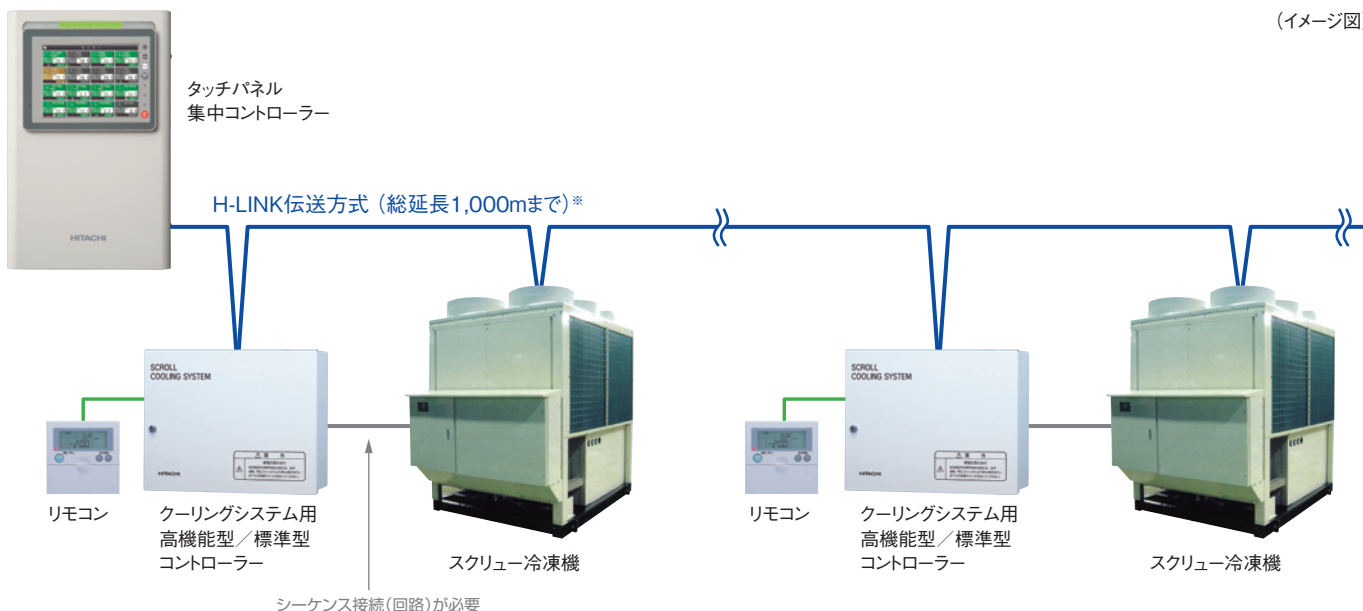 （イメージ図）
タッチパネル
集中コントローラー
H-LINK伝送方式（総延長1,000mまで）※
HITACHI
SCROLL
COOLING SYSTEM
HITACHI
SCROLL
COOLING SYSTEM
HITACHI
リモコン
クーリングシステム用
高機能型／標準型
コントローラー
スクリュー冷凍機
リモコン
クーリングシステム用
高機能型／標準型
コントローラー
スクリュー冷凍機
シーケンス接続（回路）が必要